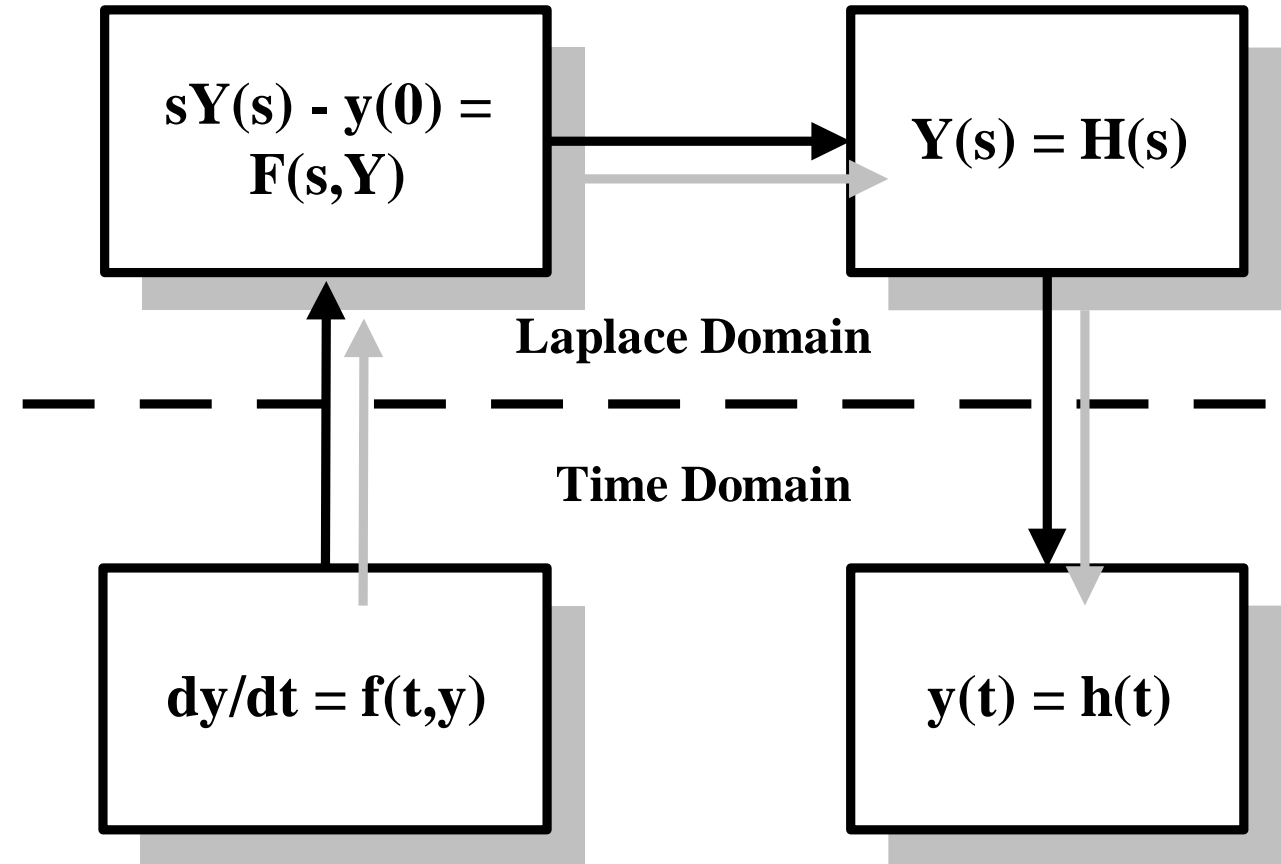 sY(s) - y(0) =
F(s,Y)
Y(s) = H(s)
Laplace Domain
Time Domain
dy/dt = f(t,y)
y(t) = h(t)